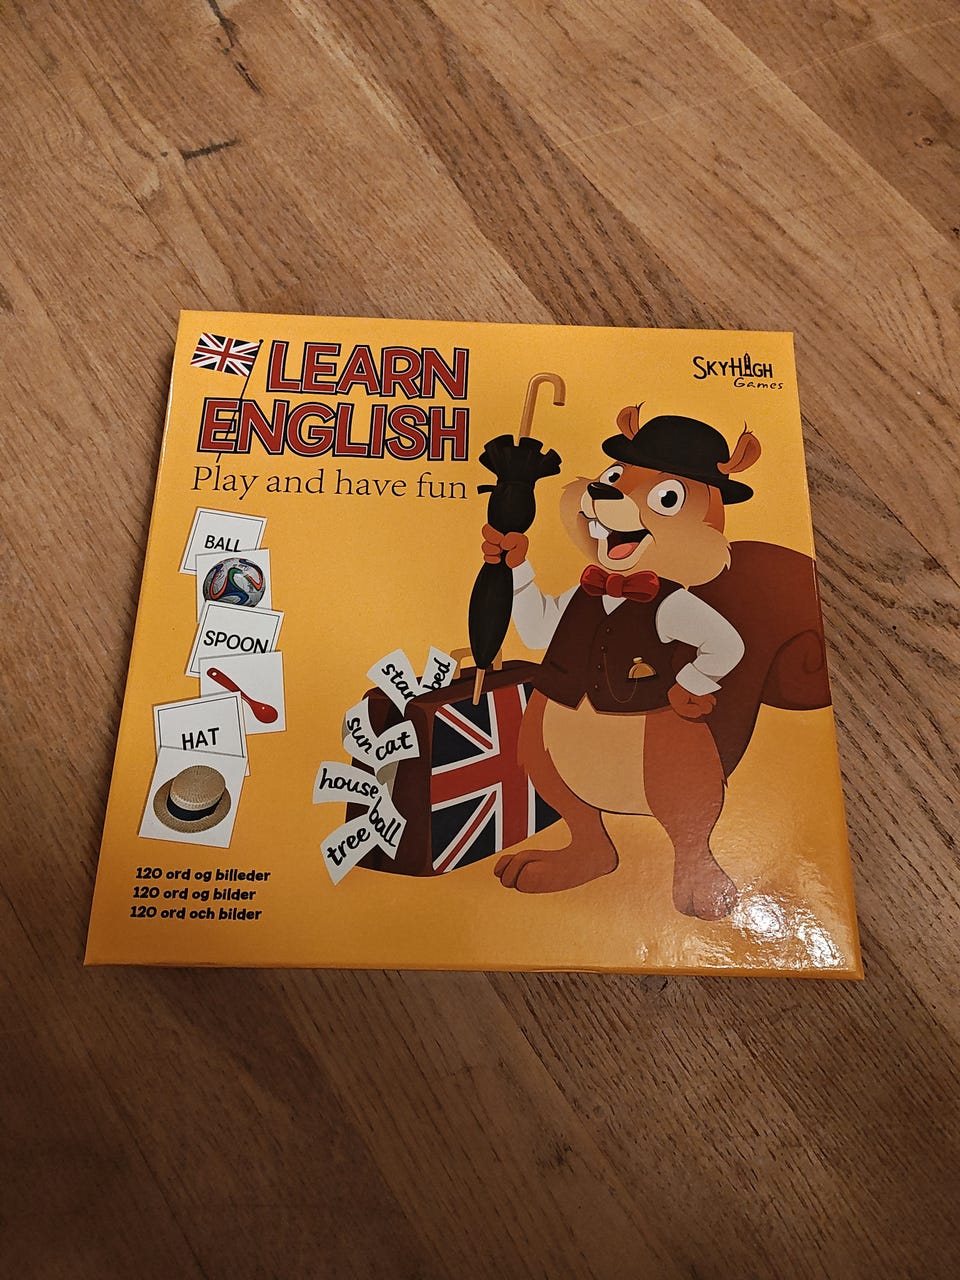 LEARN
ENGLISH
Play and have fun
SKYHIGH
Games
BALL
SPOON
HAT
star
bed
sun
cat
house
ball
tree
120 ord og billeder
120 ord og bilder
120 ord och bilder